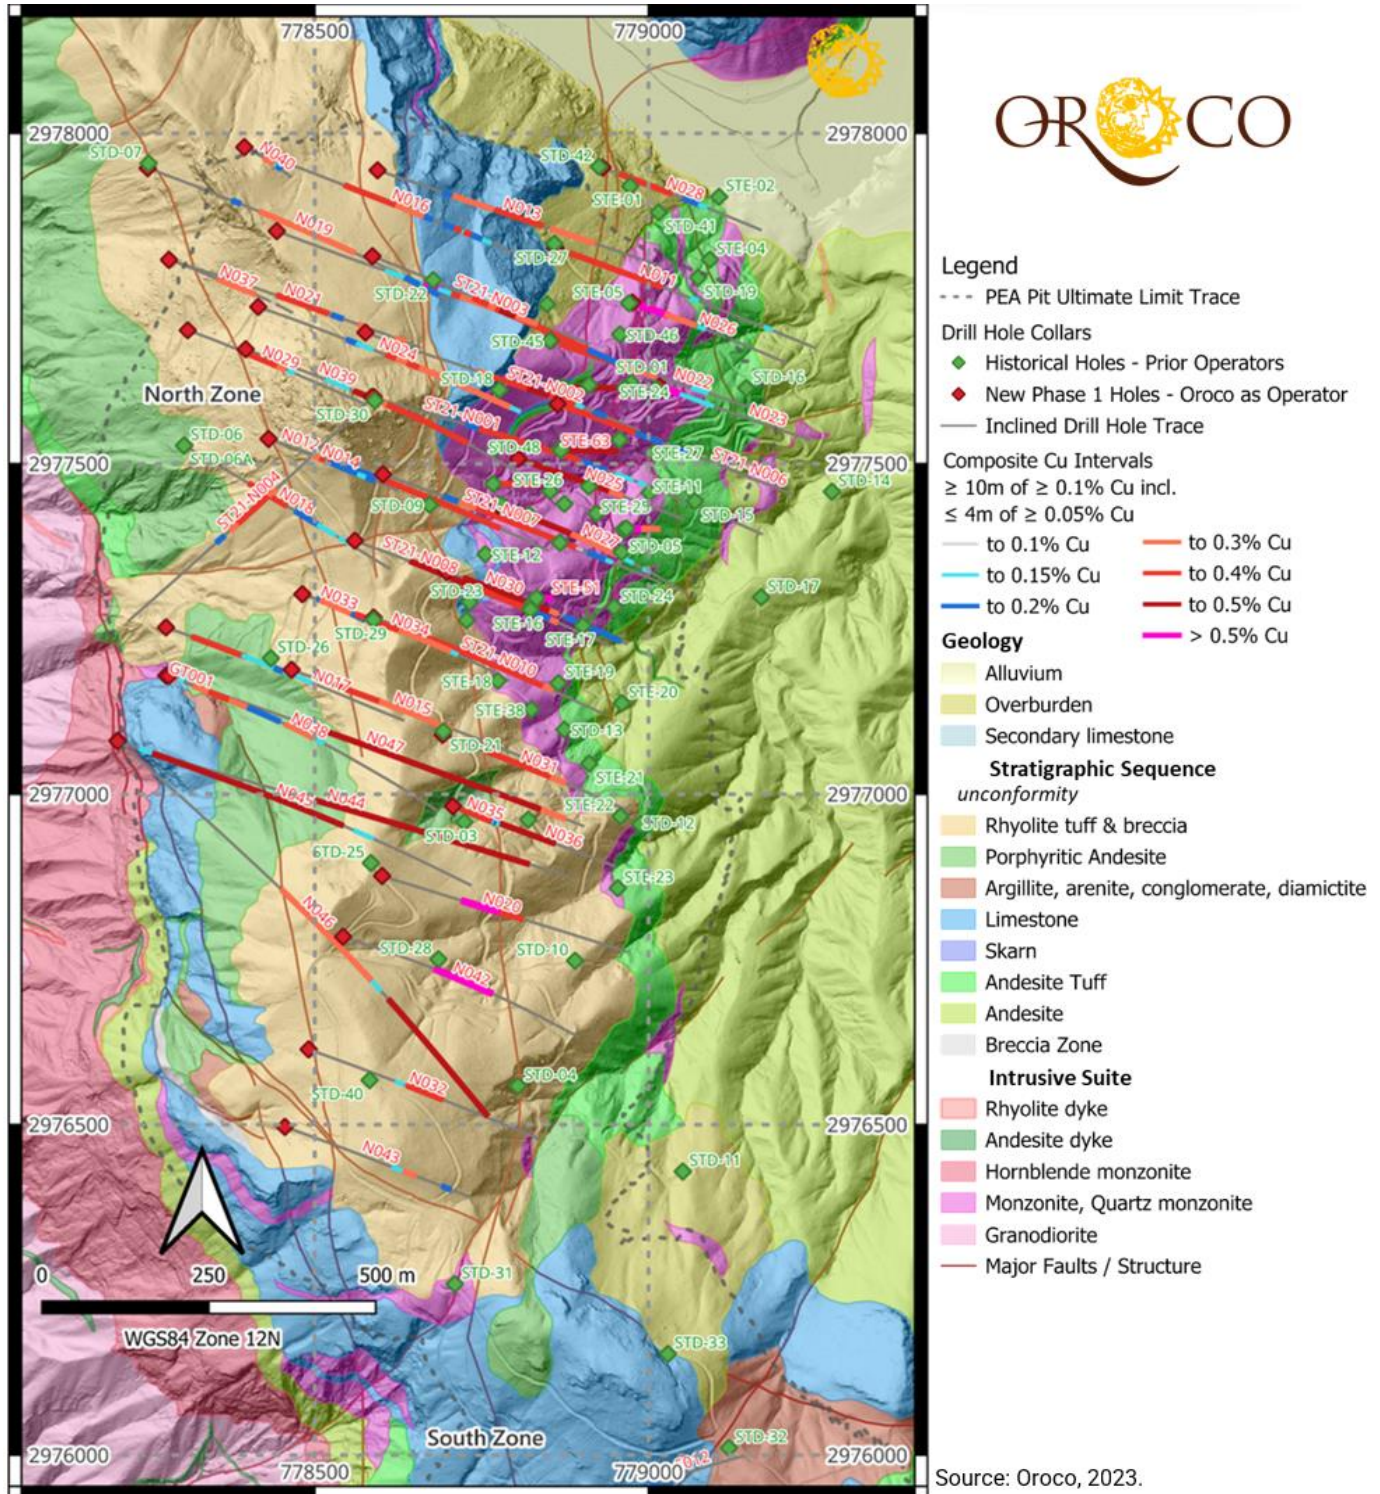 778500
779000
2978000
2978000
STD-07
N040
STD-42
N028
STE-02
STE-01
N016
N013
STD-41
N019
STD-27
STE-04
N011
STD-22
STD-19
N037
N021
ST21-N003
STE-05
N026
N024
STD-45
STD-46
N029
N039
STD-18
STD-01
N022
STD-16
North Zone
ST21-N002
STE-24
STD-30
ST21-N001
N023
STD-06
N012
STD-48
STE-63
STD-06A
N014
STE-27
ST21-N006
2977500
2977500
ST21-N004
N018
STE-26
N025
STE-11
STD-14
STD-09
ST21-N007
STE-25
STD-15
N027
STD-05
ST21-N008
STE-12
N030
STE-51
STD-17
N033
STD-23
STD-24
STE-16
STD-29
N034
STE-17
STD-26
ST21-N010
STE-19
GT001
N017
STE-18
STE-20
N015
STE-38
N038
N047
STD-21
STD-13
N031
STE-21
2977000
2977000
N045
N044
N035
STE-22
STD-12
STD-03
N036
STD-25
STE-23
N046
N020
STD-28
STD-10
N042
N032
STD-04
STD-40
2976500
2976500
N043
STD-11
0
250
500 m
STD-31
WGS84 Zone 12N
STD-33
South Zone
STD-32
2976000
2976000
778500
779000
OROCO
Legend
PEA Pit Ultimate Limit Trace
Drill Hole Collars
Historical Holes - Prior Operators
New Phase 1 Holes - Oroco as Operator
Inclined Drill Hole Trace
Composite Cu Intervals
≥ 10m of ≥ 0.1% Cu incl.
≤ 4m of ≥ 0.05% Cu
to 0.1% Cu
to 0.3% Cu
to 0.15% Cu
to 0.4% Cu
to 0.2% Cu
to 0.5% Cu
> 0.5% Cu
Geology
Alluvium
Overburden
Secondary limestone
Stratigraphic Sequence
unconformity
Rhyolite tuff & breccia
Porphyritic Andesite
Argillite, arenite, conglomerate, diamictite
Limestone
Skarn
Andesite Tuff
Andesite
Breccia Zone
Intrusive Suite
Rhyolite dyke
Andesite dyke
Hornblende monzonite
Monzonite, Quartz monzonite
Granodiorite
Major Faults / Structure
Source: Oroco, 2023.